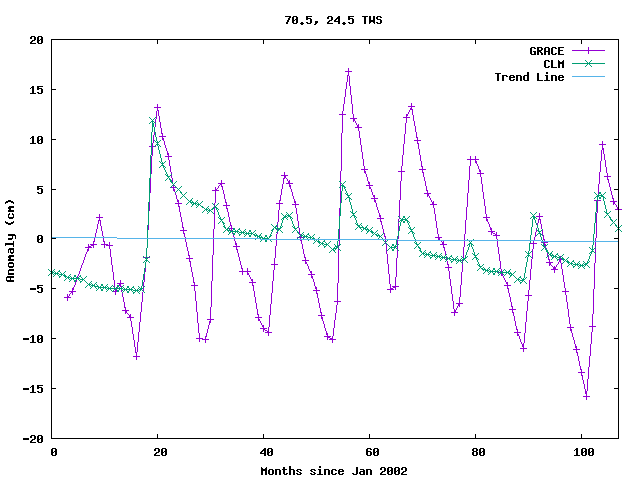 70.5, 24.5 TWS
GRACE
CLM
Trend Line
20
15
10
5
0
-5
-10
-15
-20
Anomaly (cm)
0 20 40 60 80 100
Months since Jan 2002